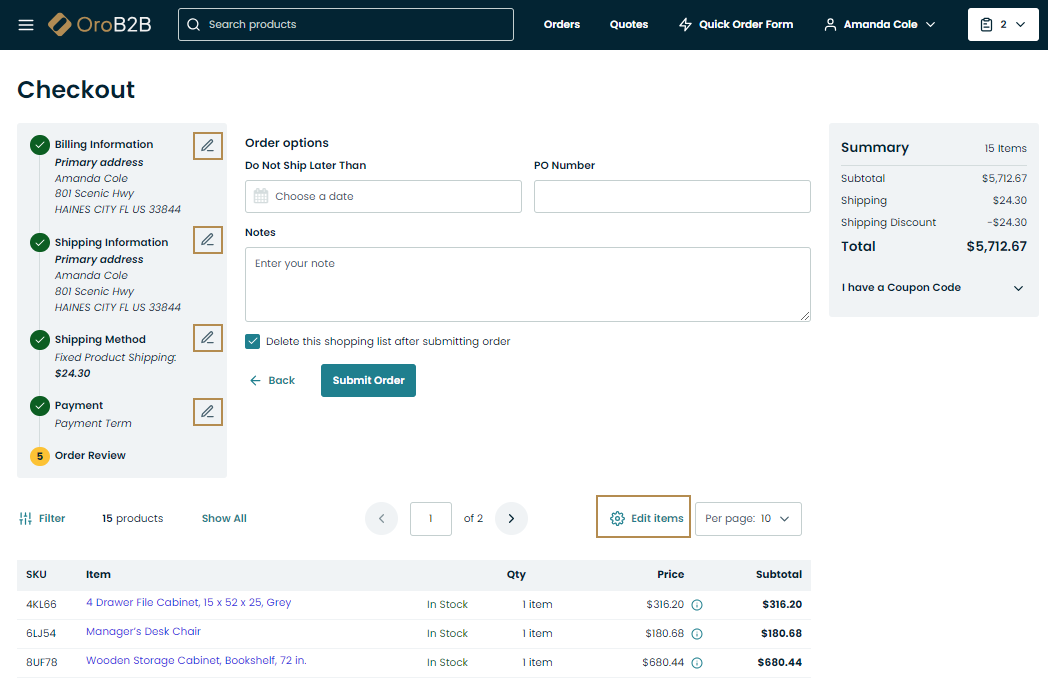 OroB2B
Search products
Orders
Quotes
Quick Order Form
Amanda Cole
2
Checkout
Billing Information
Primary address
Amanda Cole
801 Scenic Hwy
HAINES CITY FL US 33844
Shipping Information
Primary address
Amanda Cole
801 Scenic Hwy
HAINES CITY FL US 33844
Shipping Method
Fixed Product Shipping:
$24.30
Payment
Payment Term
5 Order Review
Order options
Do Not Ship Later Than
PO Number
Choose a date
Notes
Enter your note
Delete this shopping list after submitting order
Back
Submit Order
Summary 15 Items
Subtotal $5,712.67
Shipping $24.30
Shipping Discount -$24.30
Total $5,712.67
I have a Coupon Code
Filter 15 products Show All 1 of 2 Edit items Per page: 10
SKU Item Qty Price Subtotal
4KL66 4 Drawer File Cabinet, 15 x 52 x 25, Grey In Stock 1 item $316.20 $316.20
6LJ54 Manager's Desk Chair In Stock 1 item $180.68 $180.68
8UF78 Wooden Storage Cabinet, Bookshelf, 72 in. In Stock 1 item $680.44 $680.44